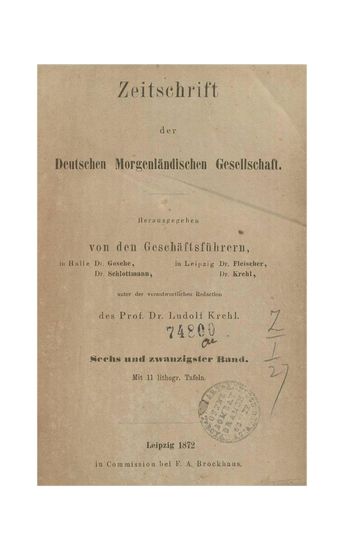 Zeitschrift
der
Deutschen Morgenländischen Gesellschaft.
Herausgegeben
von den Geschäftsführern,
in Halle Dr. Gosche, in Leipzig Dr. Fleischer,
Dr. Schlottmann, Dr. Krehl,
unter der verantwortlichen Redaction
des Prof. Dr. Ludolf Krehl.
74800
Sechs und zwanzigster Band.
Mit 11 lithogr. Tafeln.
Leipzig 1872
in Commission bei F. A. Brockhaus.